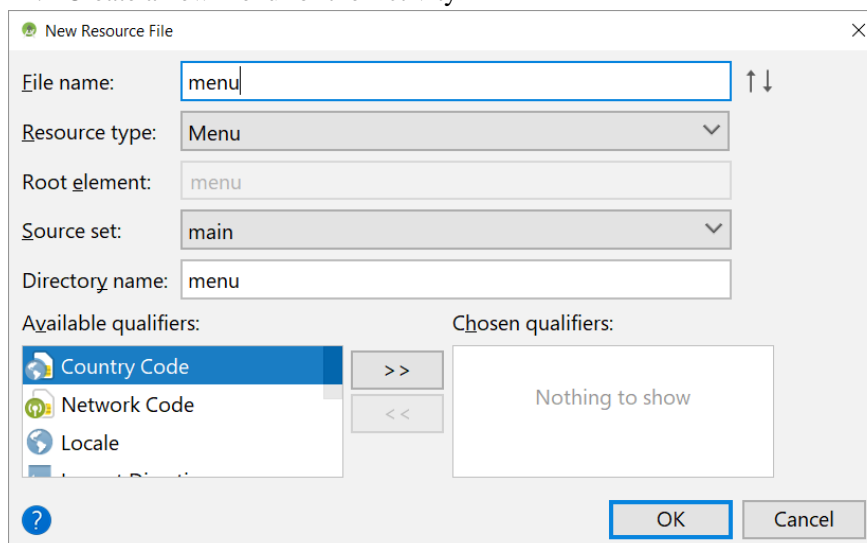 New Resource File
File name: menu
Resource type: Menu
Root element: menu
Source set: main
Directory name: menu
Available qualifiers: Chosen qualifiers:
Country Code >> Nothing to show
Network Code <<
Locale
? OK Cancel